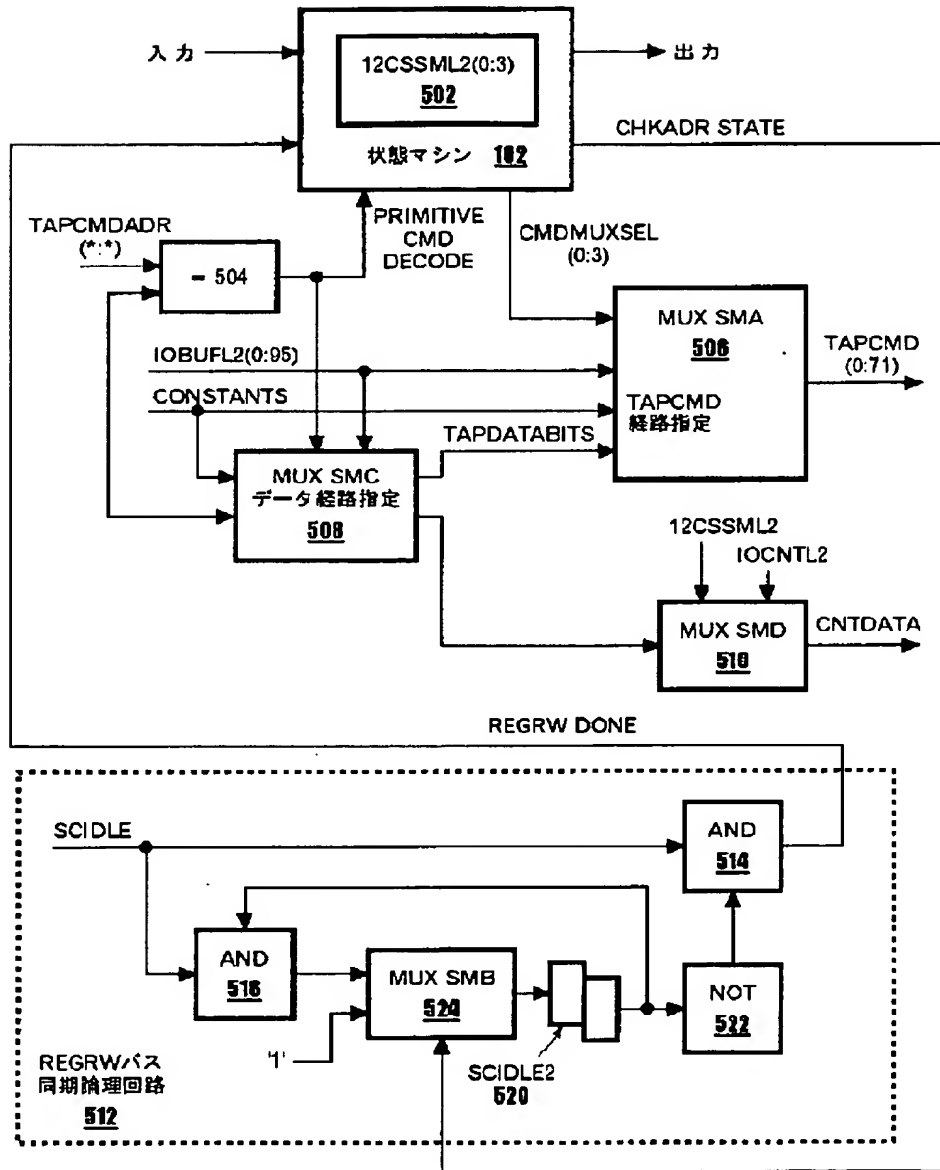 入力
出力
12CSSML2(0:3)
502
CHKADR STATE
状態マシン 162
TAPCMDADR
(*:*)
PRIMITIVE
CMD
DECODE
CMDMUXSEL
(0:3)
= 504
MUX SMA
506
TAPCMD
(0:71)
IOBUFL2(0:95)
CONSTANTS
TAPCMD
経路指定
TAPDATABITS
MUX SMC
データ経路指定
508
12CSSML2
IOCNTL2
MUX SMD
510
CNTDATA
REGRW DONE
SCIDLE
AND
514
AND
516
MUX SMB
524
NOT
522
'1'
SCIDLE2
520
REGRWバス
同期論理回路
512